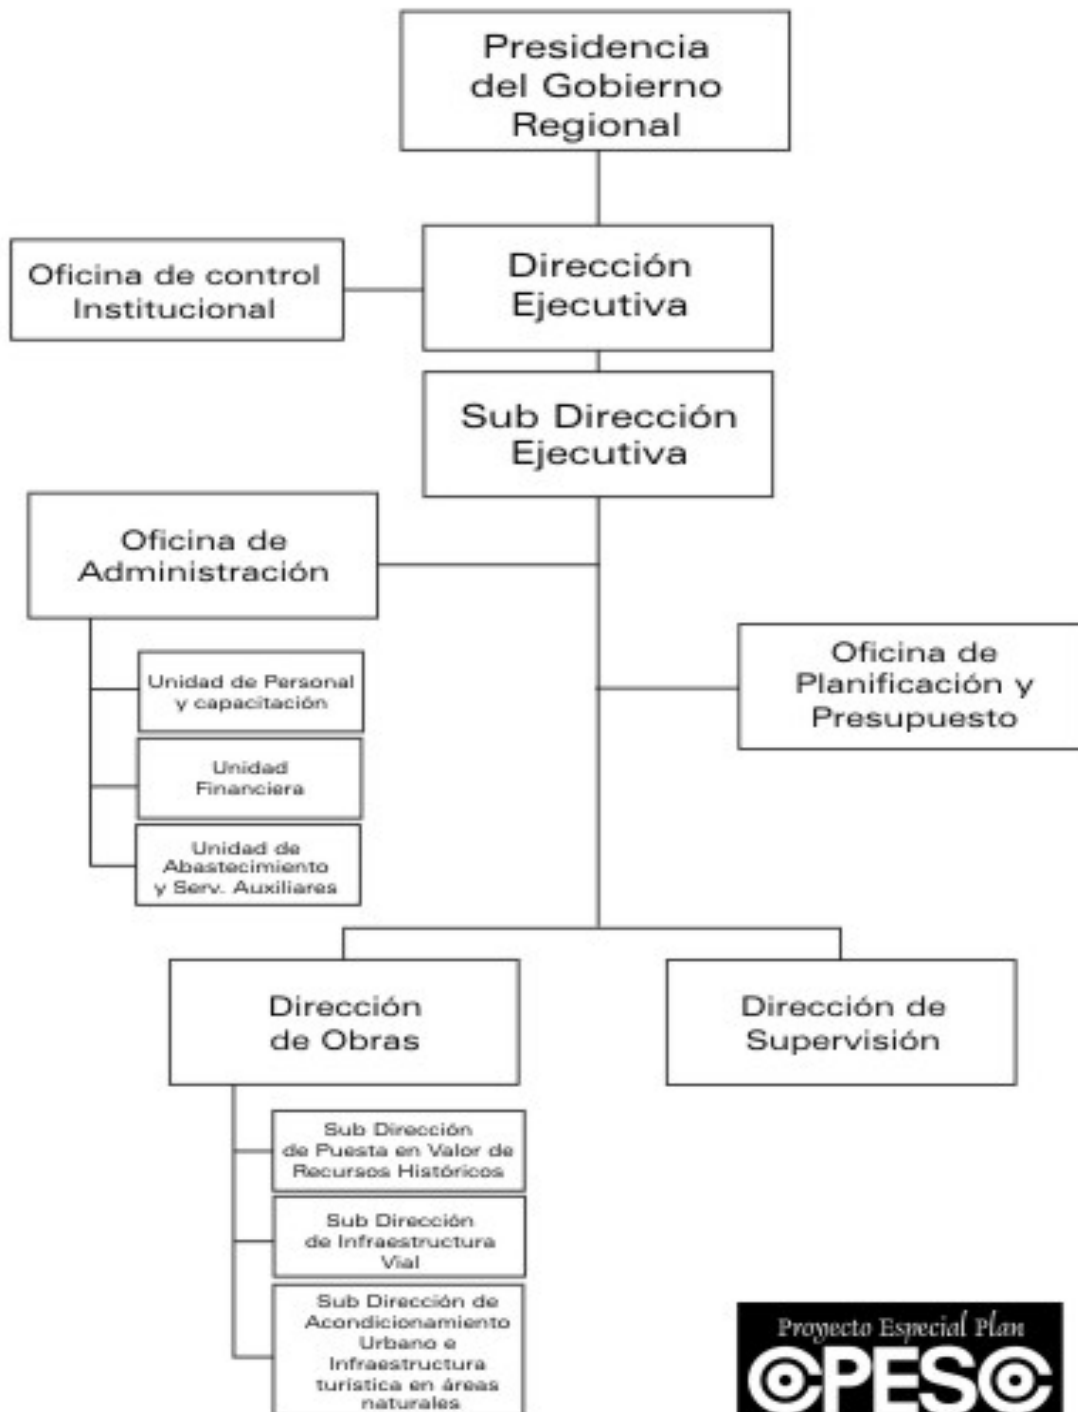 Presidencia
del Gobierno
Regional
Oficina de control
Institucional
Dirección
Ejecutiva
Sub Dirección
Ejecutiva
Oficina de
Administración
Unidad de Personal
y capacitación
Unidad
Financiera
Unidad de
Abastecimiento
y Serv. Auxiliares
Oficina de
Planificación y
Presupuesto
Dirección
de Obras
Dirección de
Supervisión
Sub Dirección
de Puesta en Valor de
Recursos Históricos
Sub Dirección
de Infraestructura
Vial
Sub Dirección de
Acondicionamiento
Urbano e
Infraestructura
turística en áreas
naturales
Proyecto Especial Plan
COPESCO